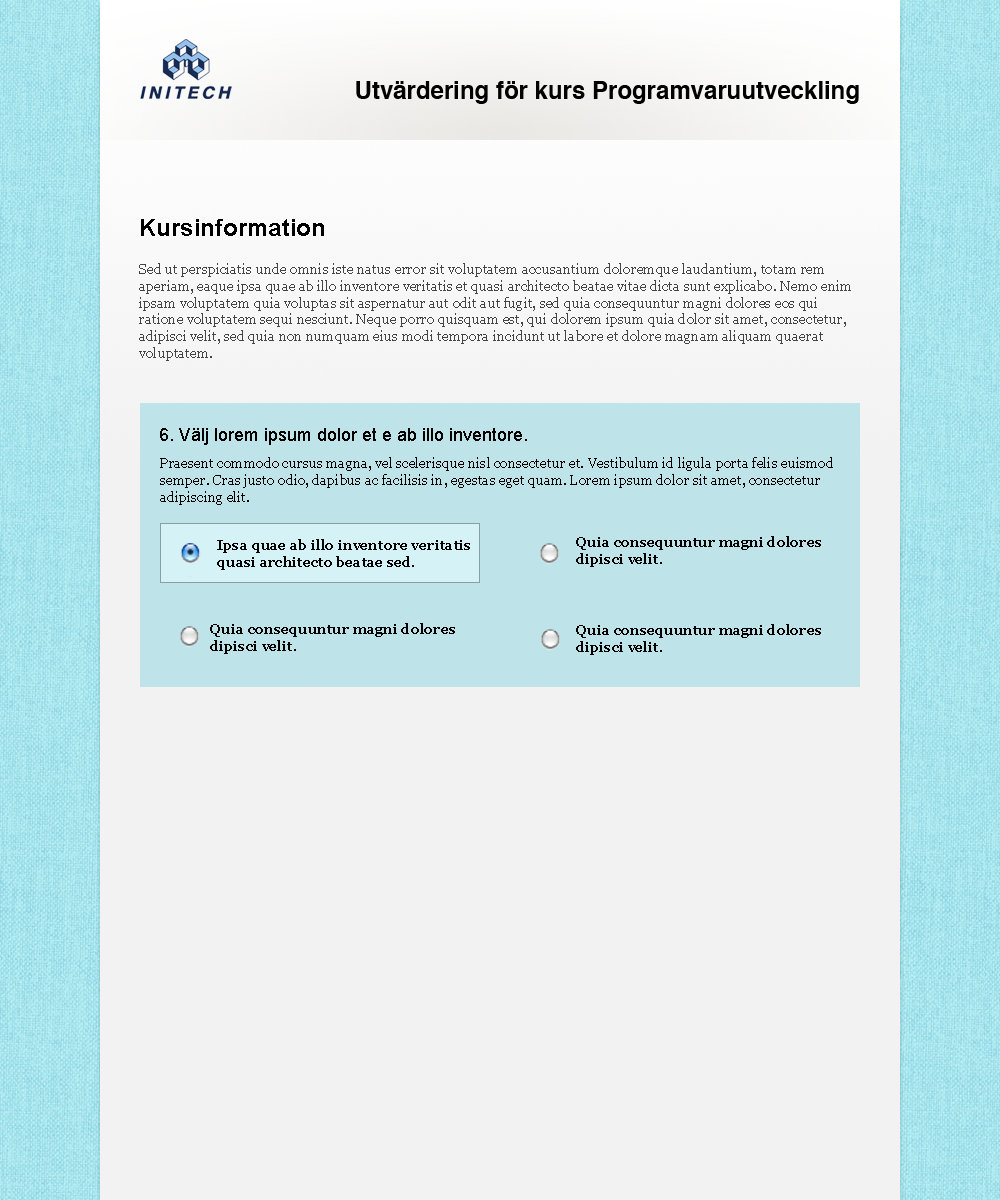 INITECH
Utvärdering för kurs Programvaruutveckling
Kursinformation
Sed ut perspiciatis unde omnis iste natus error sit voluptatem accusantium doloremque laudantium, totam rem
aperiam, eaque ipsa quae ab illo inventore veritatis et quasi architecto beatae vitae dicta sunt explicabo. Nemo enim
ipsam voluptatem quia voluptas sit aspernatur aut odit aut fugit, sed quia consequuntur magni dolores eos qui
ratione voluptatem sequi nesciunt. Neque porro quisquam est, qui dolorem ipsum quia dolor sit amet, consectetur,
adipisci velit, sed quia non numquam eius modi tempora incidunt ut labore et dolore magnam aliquam quaerat
voluptatem.
6. Välj lorem ipsum dolor et e ab illo inventore.
Praesent commodo cursus magna, vel scelerisque nisl consectetur et. Vestibulum id ligula porta felis euismod
semper. Cras justo odio, dapibus ac facilisis in, egestas eget quam. Lorem ipsum dolor sit amet, consectetur
adipiscing elit.
Ipsa quae ab illo inventore veritatis
quasi architecto beatae sed.
Quia consequuntur magni dolores
dipisci velit.
Quia consequuntur magni dolores
dipisci velit.
Quia consequuntur magni dolores
dipisci velit.